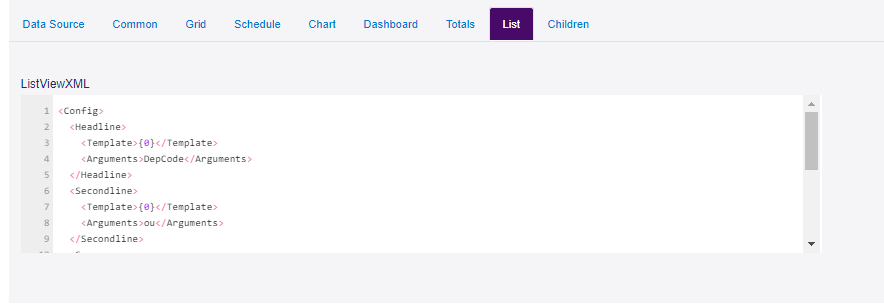 Data Source Common Grid Schedule Chart Dashboard Totals List Children
ListViewXML
1 <Config>
2 <Headline>
3 <Template>{0}</Template>
4 <Arguments>DepCode</Arguments>
5 </Headline>
6 <Secondline>
7 <Template>{0}</Template>
8 <Arguments>ou</Arguments>
9 </Secondline>